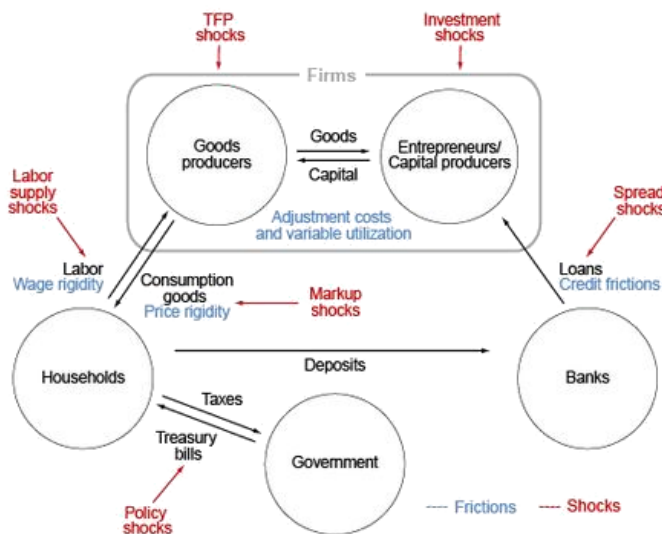 TFP
shocks
Investment
shocks
Firms
Goods
producers
Goods
Capital
Entrepreneurs/
Capital producers
Adjustment costs
and variable utilization
Labor
supply
shocks
Spread
shocks
Labor
Wage rigidity
Consumption
goods
Price rigidity
Markup
shocks
Loans
Credit frictions
Households
Deposits
Banks
Taxes
Treasury
bills
Government
Policy
shocks
Frictions
Shocks